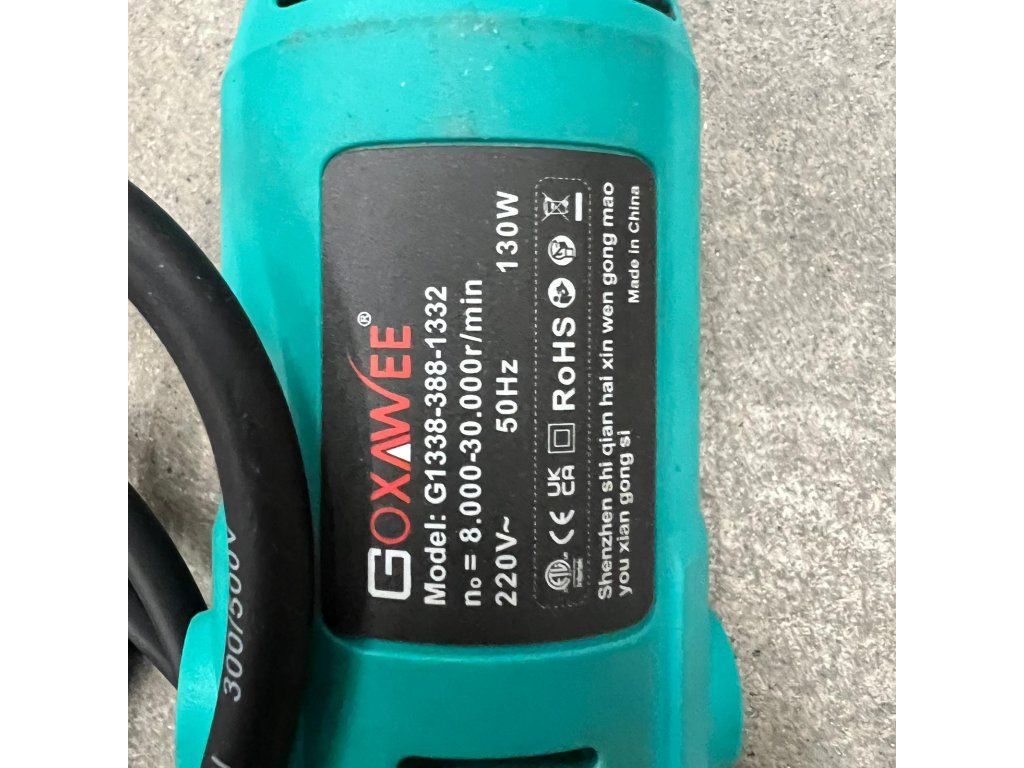 GOXAWEE®
Model: G1338-388-1332
n₀ = 8.000-30.000r/min
220V~ 50Hz 130W
CE UK CA RoHS
Shenzhen shi qian hai xin wen gong mao
you xian gong si
Made in China
300/500V